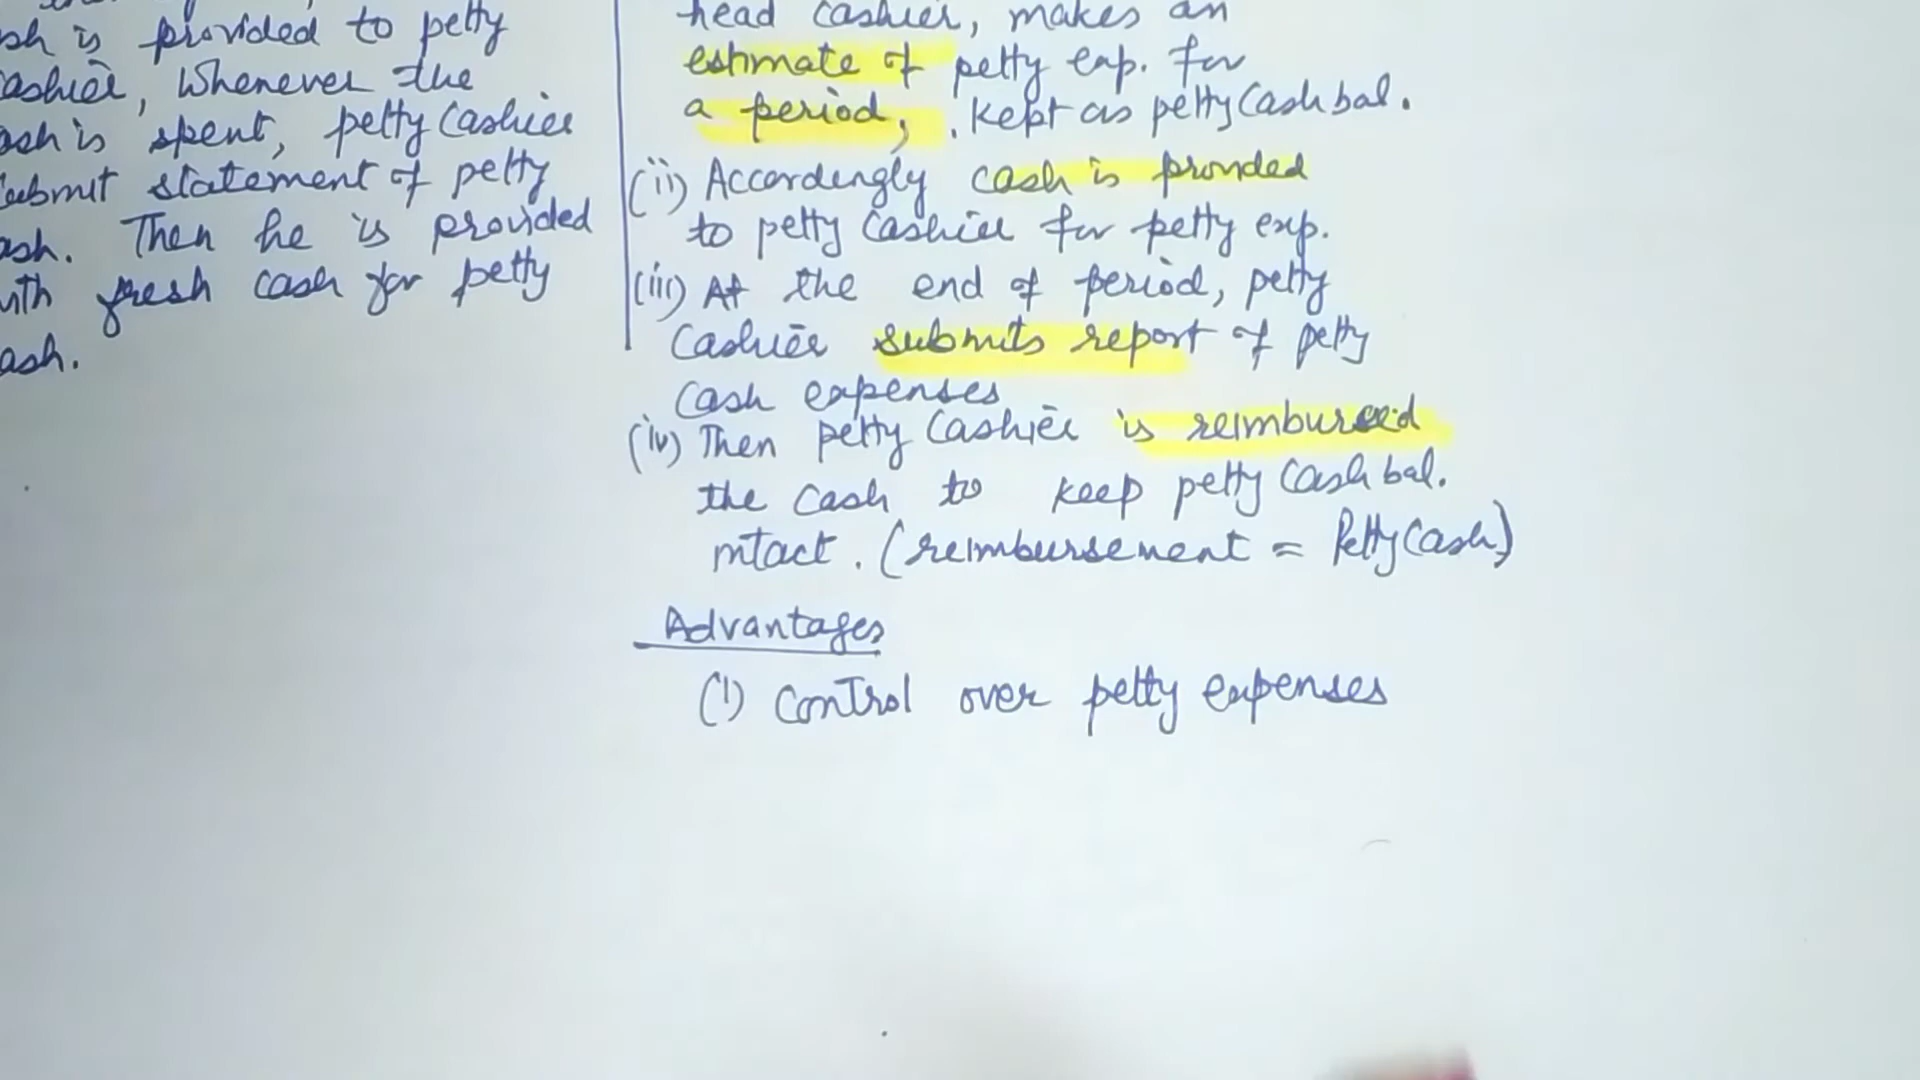 sh is provided to petty
ashier, Whenever the
ash is spent, petty Cashier
submit statement of petty
ash. Then he is provided
with fresh cash for petty
ash.
head cashier, makes an
estimate of petty exp. for
a period, . kept as petty Cash bal.
(ii) Accordingly cash is provided
to petty Cashier for petty exp.
(iii) At the end of period, petty
Cashier submits report of petty
Cash expenses
(iv) Then petty Cashier is reimbursed
the cash to keep petty Cash bal.
intact. (reimbursement = Petty Cash)
Advantages
(1) Control over petty expenses